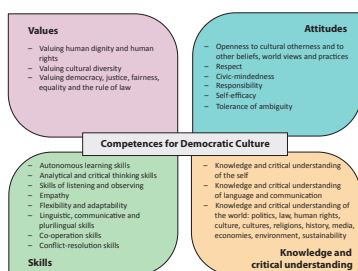 Values
– Valuing human dignity and human
rights
– Valuing cultural diversity
– Valuing democracy, justice, fairness,
equality and the rule of law
Attitudes
– Openness to cultural otherness and to
other beliefs, world views and practices
– Respect
– Civic-mindedness
– Responsibility
– Self-efficacy
– Tolerance of ambiguity
Competences for Democratic Culture
– Autonomous learning skills
– Analytical and critical thinking skills
– Skills of listening and observing
– Empathy
– Flexibility and adaptability
– Linguistic, communicative and
plurilingual skills
– Co-operation skills
– Conflict-resolution skills
Skills
– Knowledge and critical understanding
of the self
– Knowledge and critical understanding
of language and communication
– Knowledge and critical understanding of
the world: politics, law, human rights,
culture, cultures, religions, history, media,
economies, environment, sustainability
Knowledge and
critical understanding